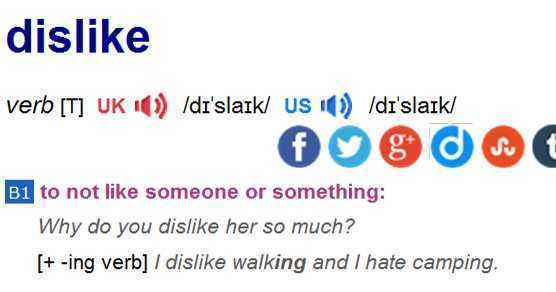 dislike
verb [T] UK /dɪˈslaɪk/ US /dɪˈslaɪk/
f g+ d t
B1 to not like someone or something:
Why do you dislike her so much?
[+ -ing verb] I dislike walking and I hate camping.